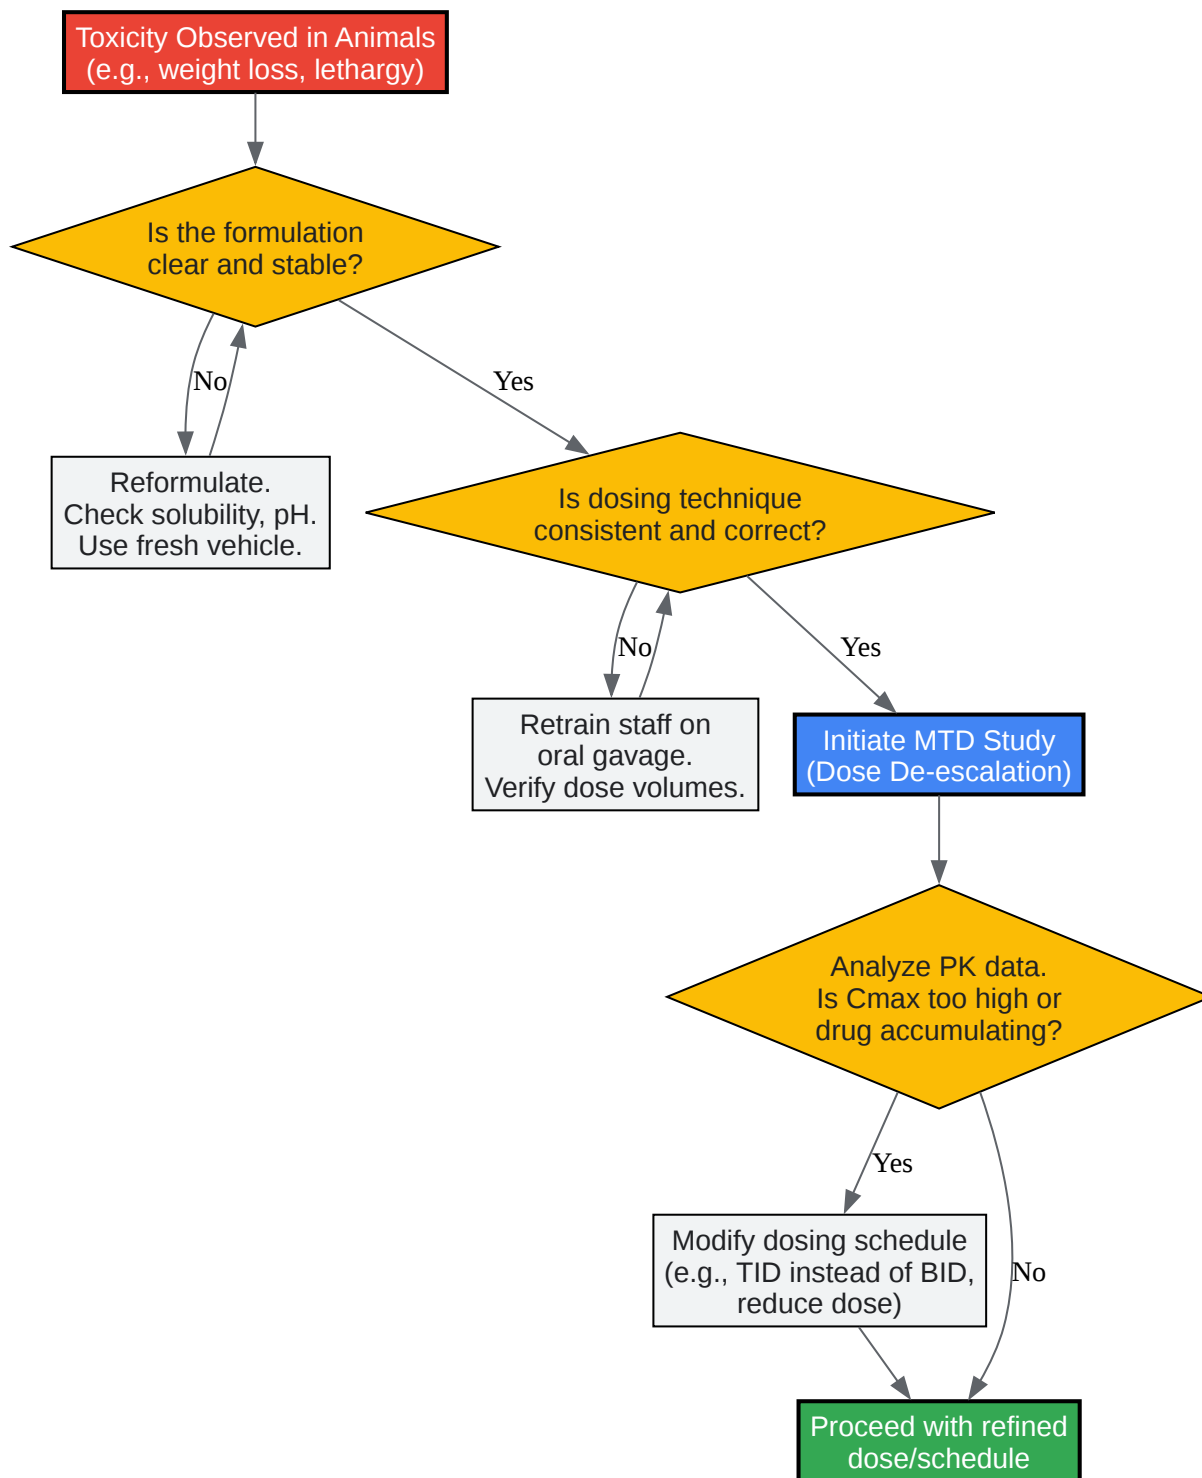 Toxicity Observed in Animals
(e.g., weight loss, lethargy)
Is the formulation
clear and stable?
No
Yes
Reformulate.
Check solubility, pH.
Use fresh vehicle.
Is dosing technique
consistent and correct?
No
Yes
Retrain staff on
oral gavage.
Verify dose volumes.
Initiate MTD Study
(Dose De-escalation)
Analyze PK data.
Is Cmax too high or
drug accumulating?
Yes
Modify dosing schedule
(e.g., TID instead of BID,
reduce dose)
No
Proceed with refined
dose/schedule